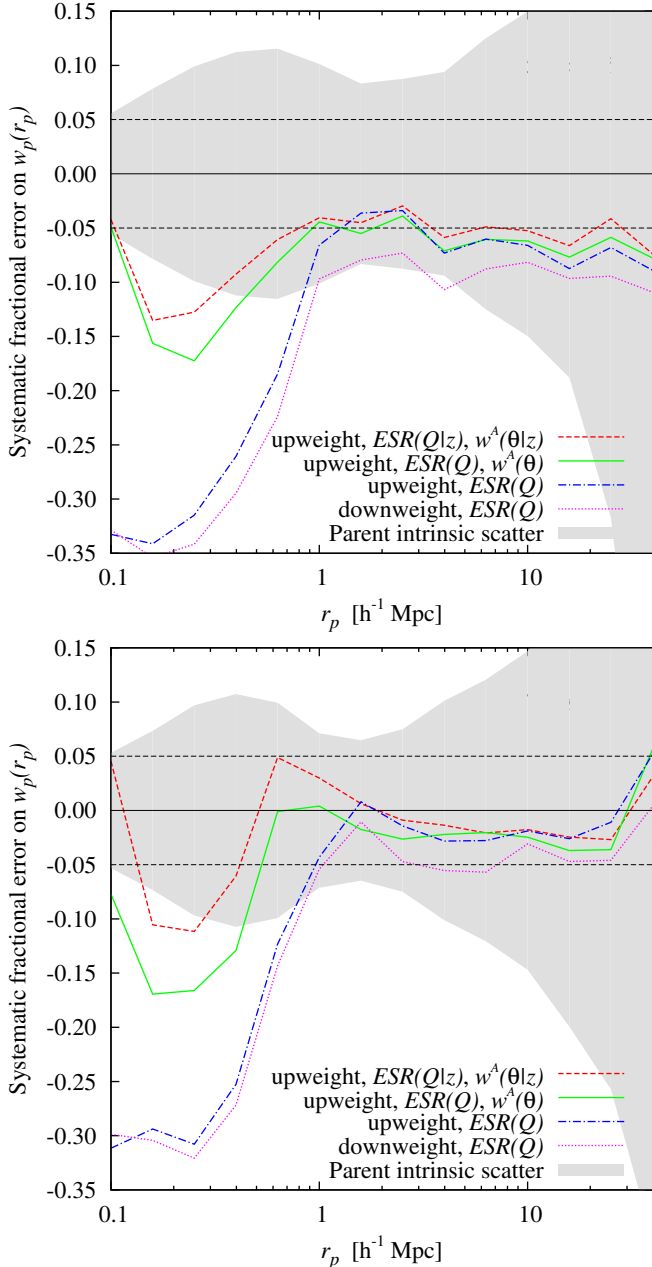 0.15
0.10
0.05
0.00
-0.05
-0.10
-0.15
-0.20
-0.25
-0.30
-0.35
Systematic fractional error on w_p(r_p)
upweight, ESR(Q|z), w^A(θ|z)
upweight, ESR(Q), w^A(θ)
upweight, ESR(Q)
downweight, ESR(Q)
Parent intrinsic scatter
0.1 1 10
r_p [h^-1 Mpc]
0.15
0.10
0.05
0.00
-0.05
-0.10
-0.15
-0.20
-0.25
-0.30
-0.35
Systematic fractional error on w_p(r_p)
upweight, ESR(Q|z), w^A(θ|z)
upweight, ESR(Q), w^A(θ)
upweight, ESR(Q)
downweight, ESR(Q)
Parent intrinsic scatter
0.1 1 10
r_p [h^-1 Mpc]